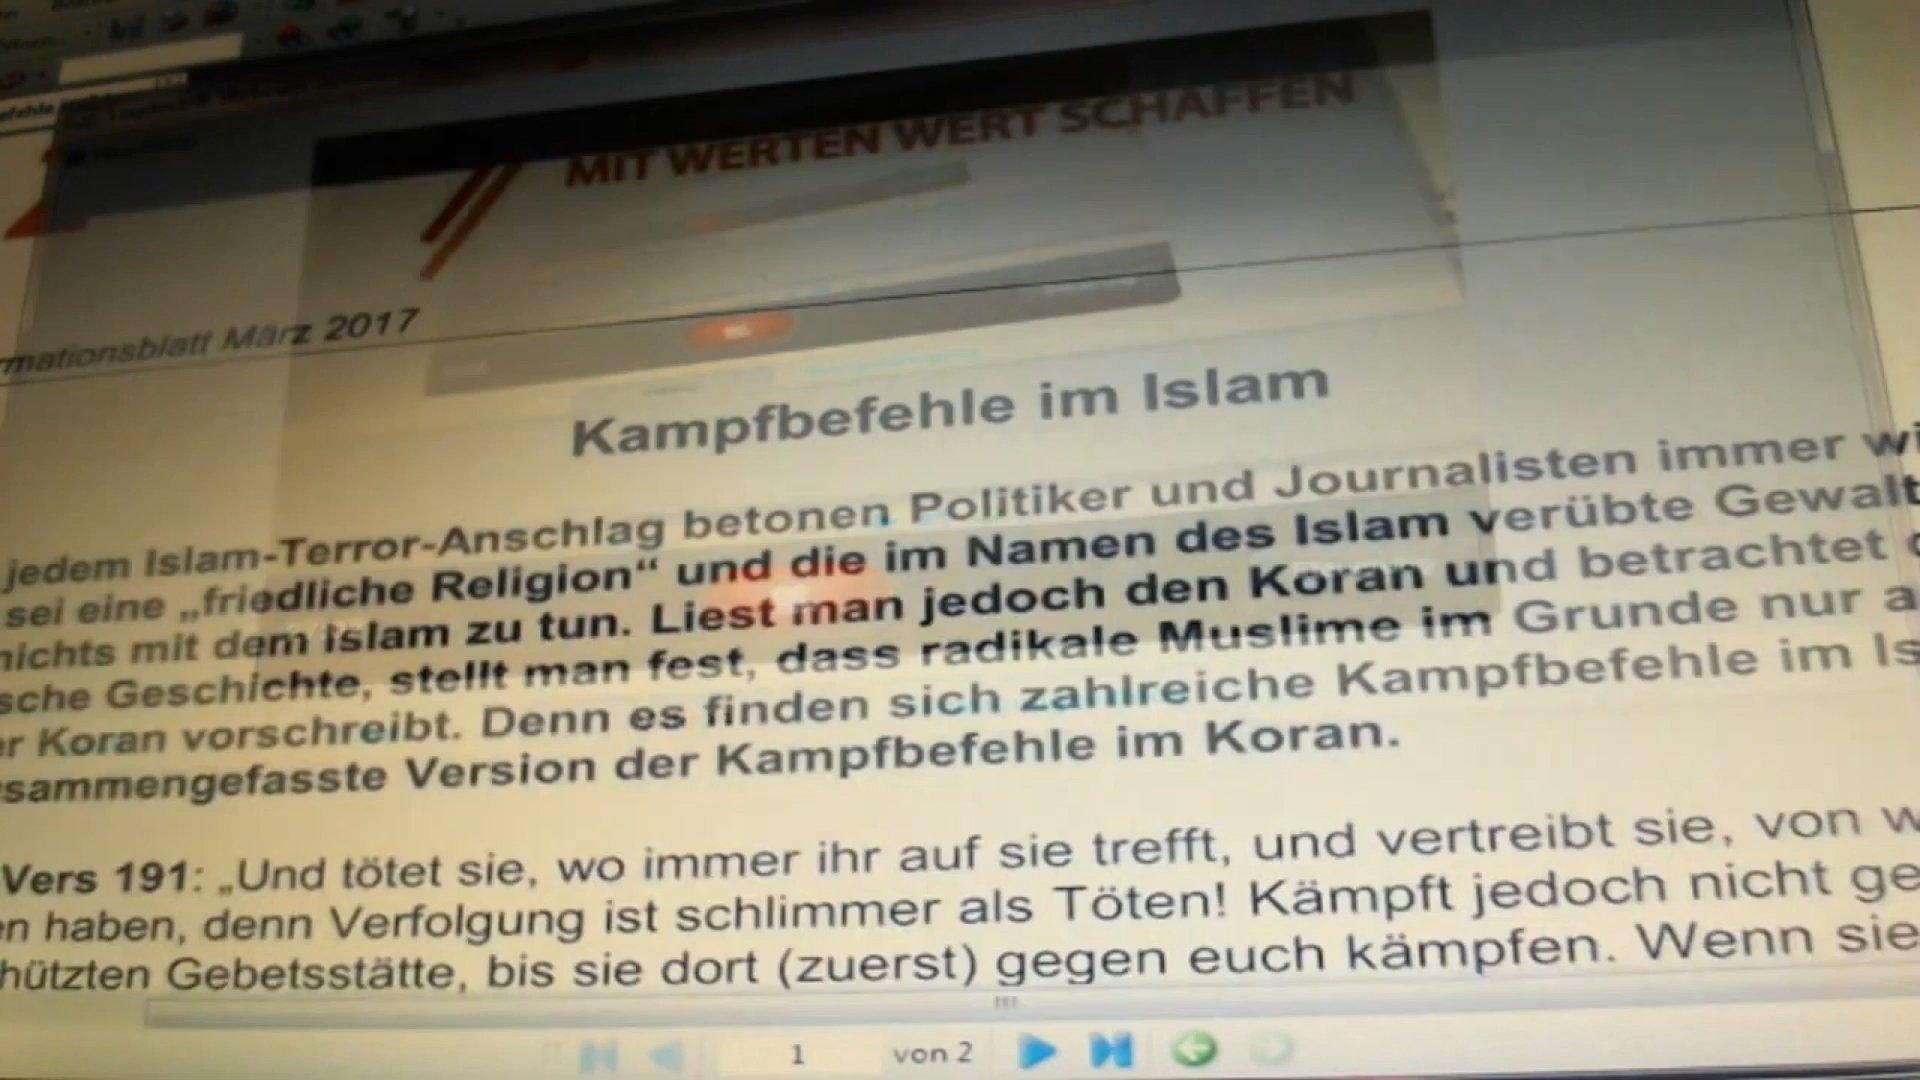 MIT WERTEN WERT SCHAFFEN
rmationsblatt März 2017
Kampfbefehle im Islam
jedem Islam-Terror-Anschlag betonen Politiker und Journalisten immer wi
sei eine „friedliche Religion“ und die im Namen des Islam verübte Gewalt
nichts mit dem islam zu tun. Liest man jedoch den Koran und betrachtet d
sche Geschichte, stellt man fest, dass radikale Muslime im Grunde nur a
er Koran vorschreibt. Denn es finden sich zahlreiche Kampfbefehle im Is
sammengefasste Version der Kampfbefehle im Koran.
Vers 191: „Und tötet sie, wo immer ihr auf sie trefft, und vertreibt sie, von w
en haben, denn Verfolgung ist schlimmer als Töten! Kämpft jedoch nicht ge
hützten Gebetsstätte, bis sie dort (zuerst) gegen euch kämpfen. Wenn sie
1 von 2